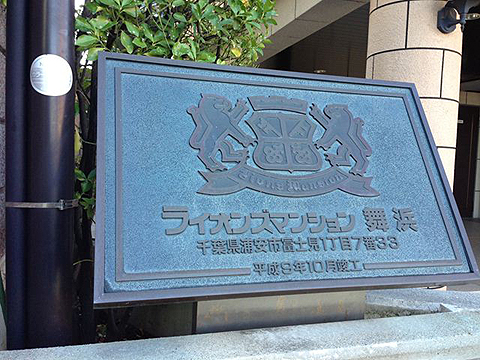 Lions Mansion
ライオンズマンション 舞浜
千葉県浦安市富士見1丁目7番33
平成9年10月竣工